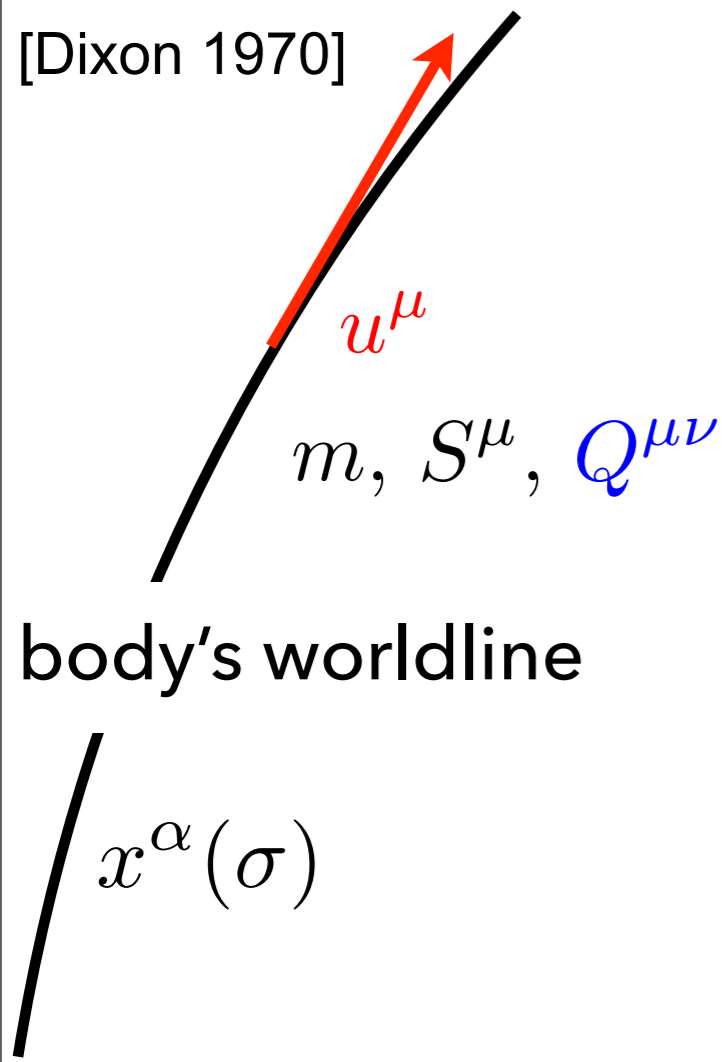 [Dixon 1970]
u^μ
m, S^μ, Q^{μν}
body's worldline
x^α(σ)